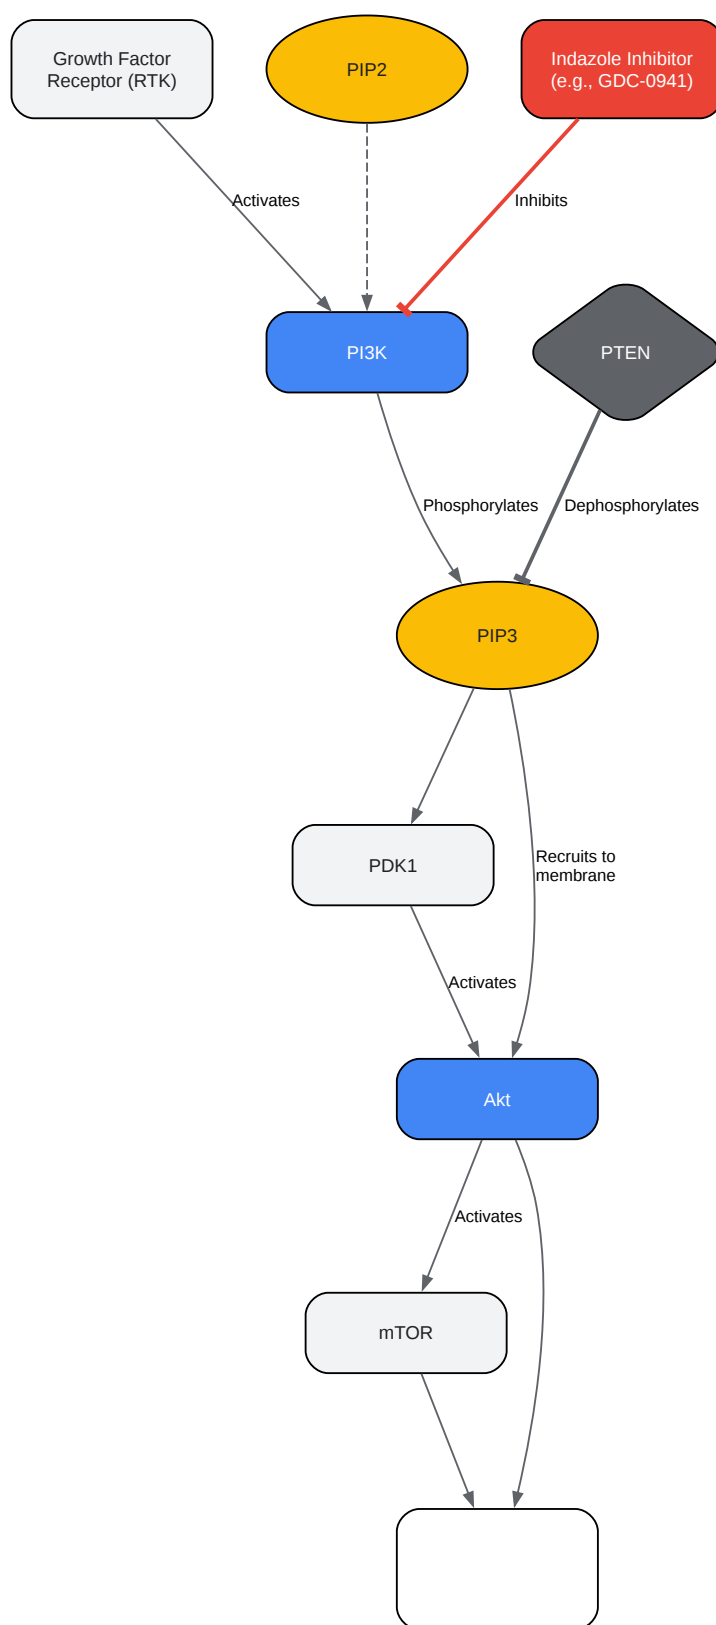 Growth Factor
Receptor (RTK)
PIP2
Indazole Inhibitor
(e.g., GDC-0941)
Activates
Inhibits
PI3K
PTEN
Phosphorylates
Dephosphorylates
PIP3
PDK1
Recruits to
membrane
Activates
Akt
Activates
mTOR